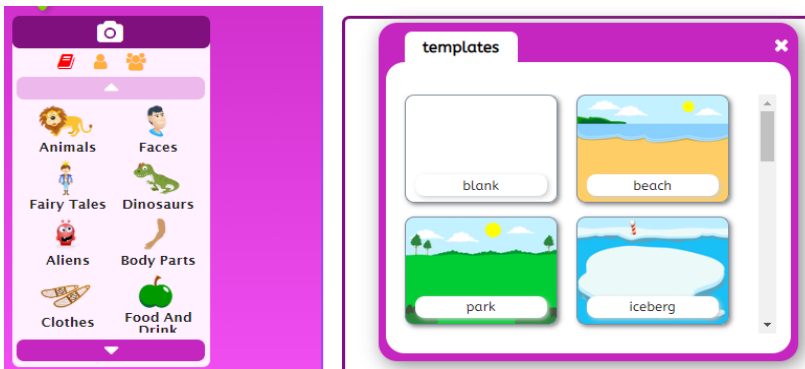 Animals
Faces
Fairy Tales
Dinosaurs
Aliens
Body Parts
Clothes
Food And
Drink
templates
blank
beach
park
iceberg